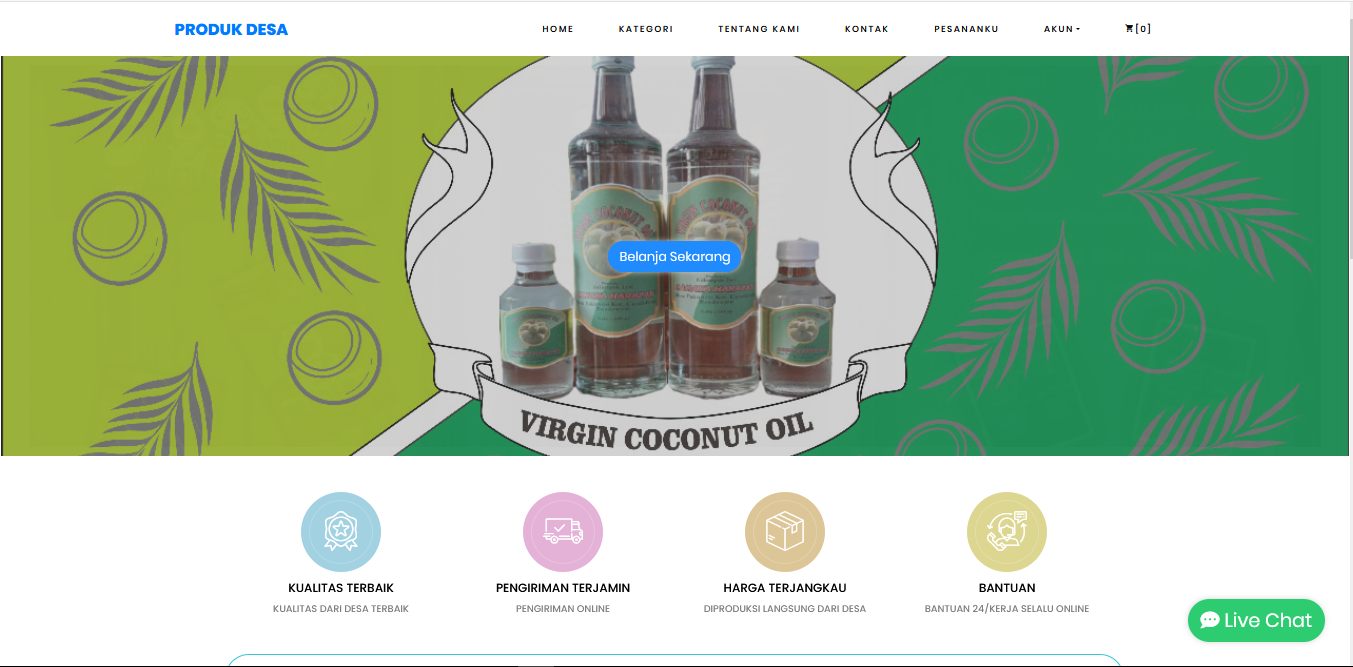 PRODUK DESA
HOME
KATEGORI
TENTANG KAMI
KONTAK
PESANANKU
AKUN
[0]
Belanja Sekarang
VIRGIN COCONUT OIL
KUALITAS TERBAIK
KUALITAS DARI DESA TERBAIK
PENGIRIMAN TERJAMIN
PENGIRIMAN ONLINE
HARGA TERJANGKAU
DIPRODUKSI LANGSUNG DARI DESA
BANTUAN
BANTUAN 24/KERJA SELALU ONLINE
Live Chat